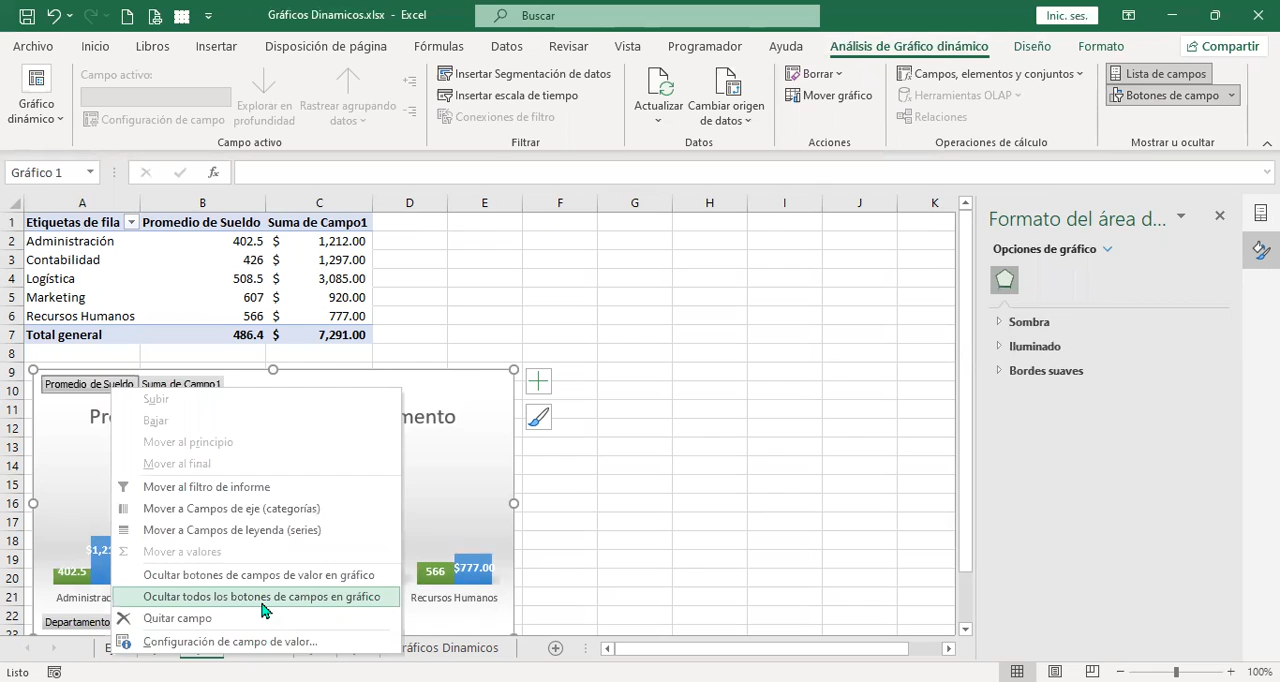 Gráficos Dinamicos.xlsx - Excel
Buscar
Inic. ses.
Archivo Inicio Libros Insertar Disposición de página Fórmulas Datos Revisar Vista Programador Ayuda Análisis de Gráfico dinámico Diseño Formato Compartir
Gráfico dinámico
Campo activo:
Configuración de campo
Explorar en profundidad
Rastrear agrupando datos
Campo activo
Insertar Segmentación de datos
Insertar escala de tiempo
Conexiones de filtro
Filtrar
Actualizar
Cambiar origen de datos
Datos
Borrar
Mover gráfico
Acciones
Campos, elementos y conjuntos
Herramientas OLAP
Relaciones
Operaciones de cálculo
Lista de campos
Botones de campo
Mostrar u ocultar
Gráfico 1
fx
A B C D E F G H I J K
1 Etiquetas de fila Promedio de Sueldo Suma de Campo1
2 Administración 402.5 $ 1,212.00
3 Contabilidad 426 $ 1,297.00
4 Logística 508.5 $ 3,085.00
5 Marketing 607 $ 920.00
6 Recursos Humanos 566 $ 777.00
7 Total general 486.4 $ 7,291.00
8
9
10
11
12
13
14
15
16
17
18
19
20
21
22
23
Promedio de Sueldo Suma de Campo1
402.5
566 $777.00
Recursos Humanos
Departamento
Subir
Bajar
Mover al principio
Mover al final
Mover al filtro de informe
Mover a Campos de eje (categorías)
Mover a Campos de leyenda (series)
Mover a valores
Ocultar botones de campos de valor en gráfico
Ocultar todos los botones de campos en gráfico
Quitar campo
Configuración de campo de valor...
Formato del área d...
Opciones de gráfico
Sombra
Iluminado
Bordes suaves
ráficos Dinamicos
Listo
100%